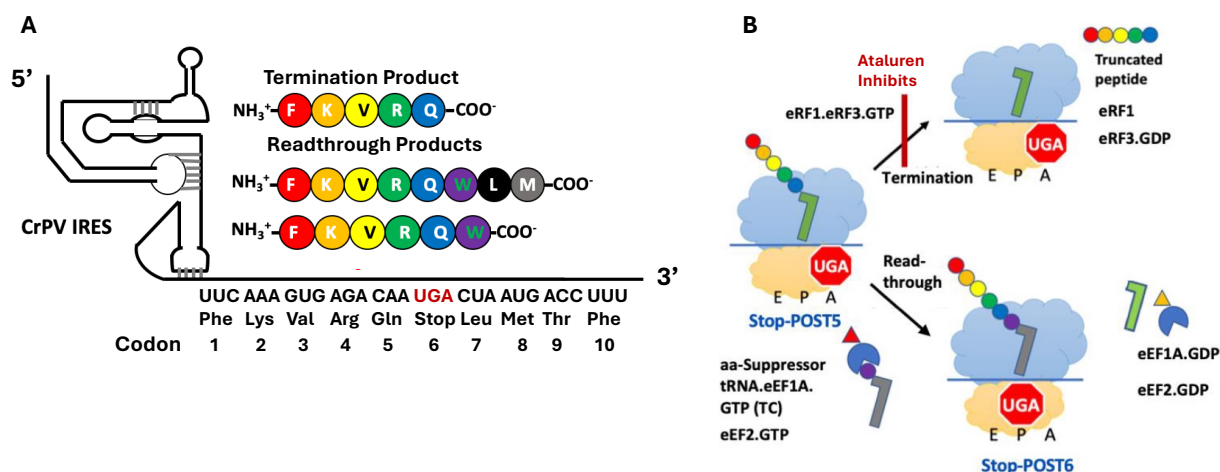 A
5’
Termination Product
NH₃⁺ F K V R Q COO⁻
Readthrough Products
NH₃⁺ F K V R Q W L M COO⁻
NH₃⁺ F K V R Q W COO⁻
CrPV IRES
3’
UUC AAA GUG AGA CAA UGA CUA AUG ACC UUU
Phe Lys Val Arg Gln Stop Leu Met Thr Phe
Codon 1 2 3 4 5 6 7 8 9 10
B
Ataluren
Inhibits
eRF1.eRF3.GTP
Termination
UGA
E P A
Truncated
peptide
eRF1
eRF3.GDP
UGA
E P A
Stop-POST5
Read-
through
aa-Suppressor
tRNA.eEF1A.
GTP (TC)
eEF2.GTP
UGA
E P A
Stop-POST6
eEF1A.GDP
eEF2.GDP